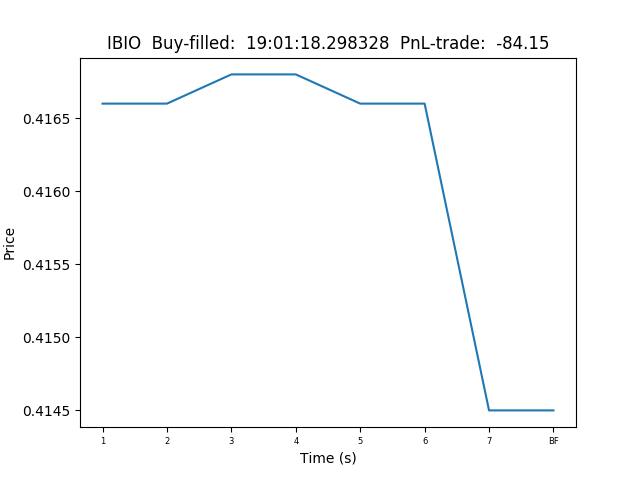 IBIO  Buy-filled:  19:01:18.298328  PnL-trade:  -84.15
Price
0.4165
0.4160
0.4155
0.4150
0.4145
1 2 3 4 5 6 7 BF
Time (s)